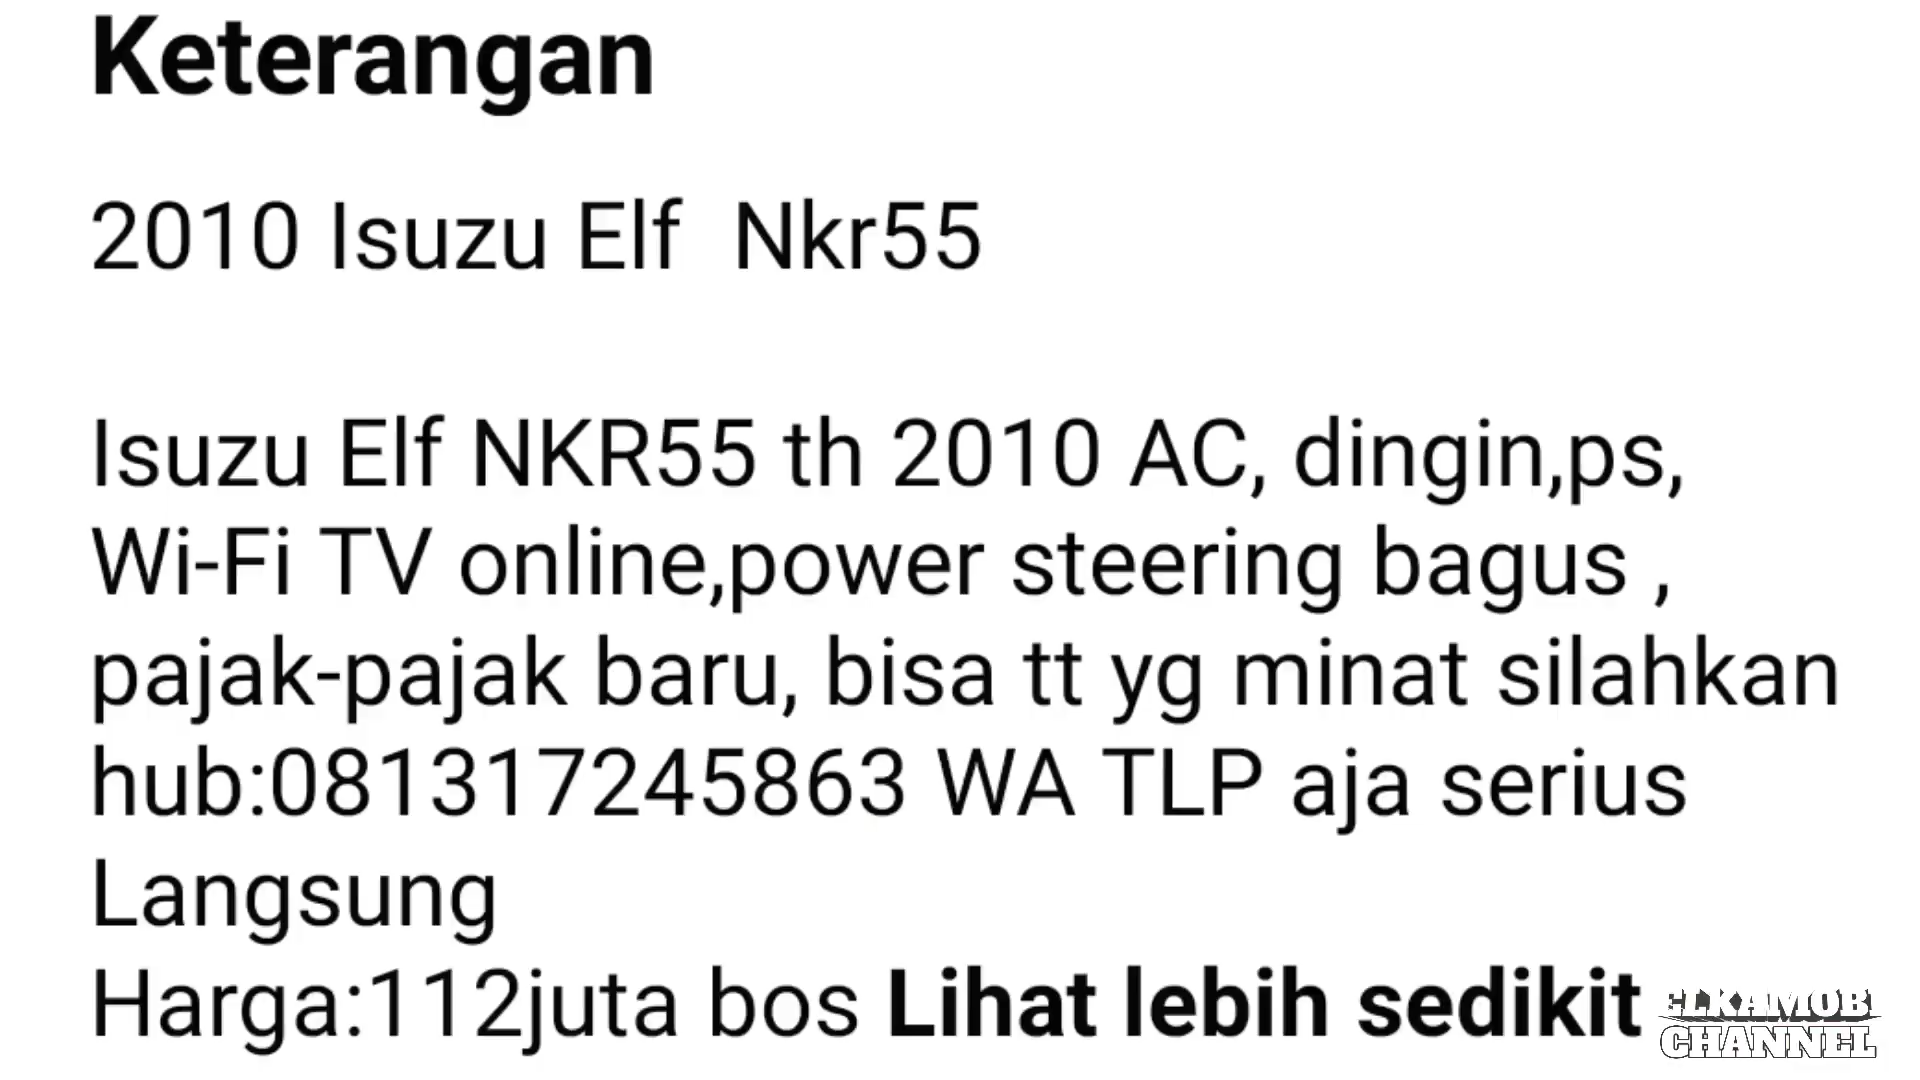 Keterangan
2010 Isuzu Elf  Nkr55
Isuzu Elf NKR55 th 2010 AC, dingin,ps,
Wi-Fi TV online,power steering bagus ,
pajak-pajak baru, bisa tt yg minat silahkan
hub:081317245863 WA TLP aja serius
Langsung
Harga:112juta bos Lihat lebih sedikit
ELKAMOBI
CHANNEL